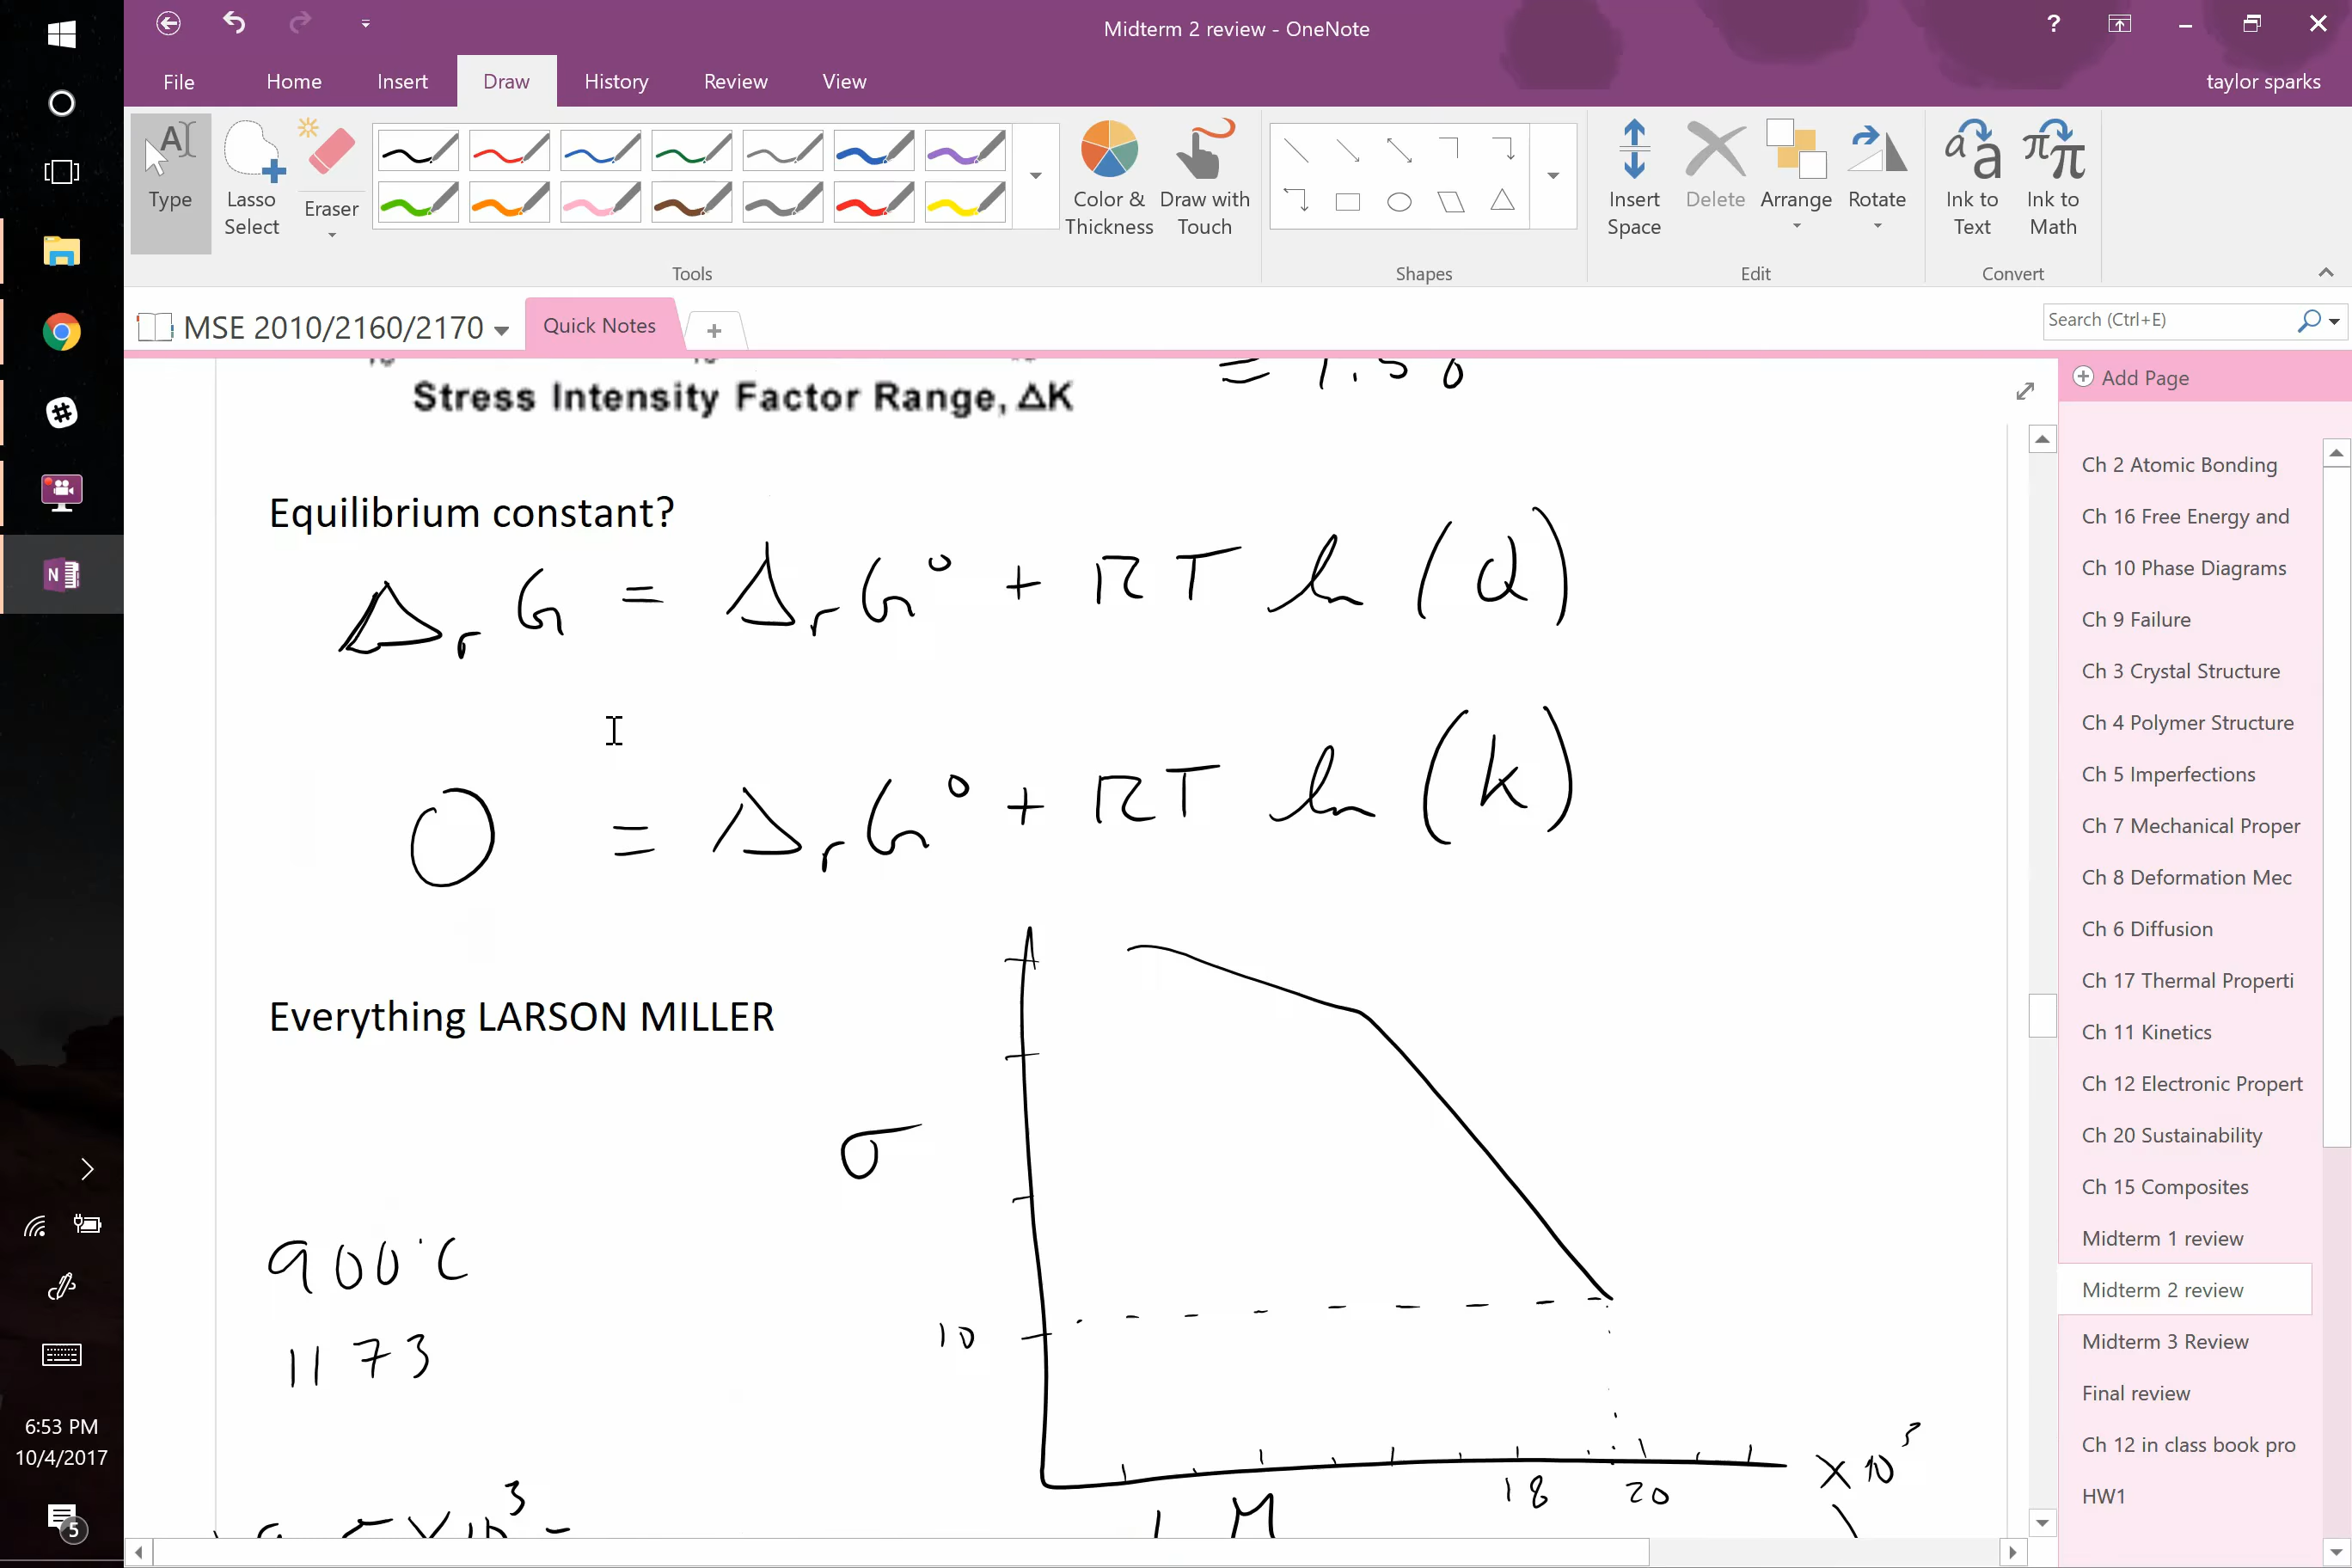 Midterm 2 review - OneNote
?
taylor sparks
File Home Insert Draw History Review View
Type
Lasso Select
Eraser
Color & Thickness
Draw with Touch
Insert Space
Delete
Arrange
Rotate
Ink to Text
Ink to Math
Tools
Shapes
Edit
Convert
MSE 2010/2160/2170
Quick Notes
Search (Ctrl+E)
Stress Intensity Factor Range, ΔK
Equilibrium constant?
Δr G = Δr G° + RT ln (Q)
0 = Δr G° + RT ln (k)
Everything LARSON MILLER
σ
900°C
1173
10
18 20 ×10³
Add Page
Ch 2 Atomic Bonding
Ch 16 Free Energy and
Ch 10 Phase Diagrams
Ch 9 Failure
Ch 3 Crystal Structure
Ch 4 Polymer Structure
Ch 5 Imperfections
Ch 7 Mechanical Proper
Ch 8 Deformation Mec
Ch 6 Diffusion
Ch 17 Thermal Properti
Ch 11 Kinetics
Ch 12 Electronic Propert
Ch 20 Sustainability
Ch 15 Composites
Midterm 1 review
Midterm 2 review
Midterm 3 Review
Final review
Ch 12 in class book pro
HW1
6:53 PM
10/4/2017
5